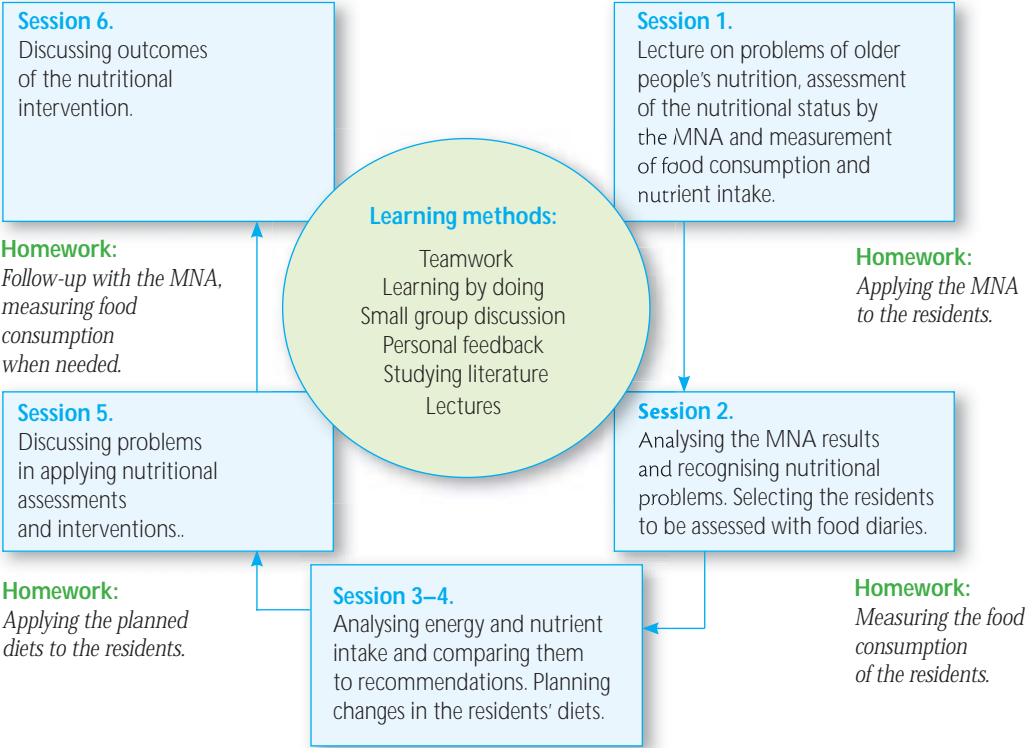 Session 1.
Lecture on problems of older
people's nutrition, assessment
of the nutritional status by
the MNA and measurement
of food consumption and
nutrient intake.
Homework:
Applying the MNA
to the residents.
Session 2.
Analysing the MNA results
and recognising nutritional
problems. Selecting the residents
to be assessed with food diaries.
Homework:
Measuring the food
consumption
of the residents.
Session 3–4.
Analysing energy and nutrient
intake and comparing them
to recommendations. Planning
changes in the residents' diets.
Homework:
Applying the planned
diets to the residents.
Session 5.
Discussing problems
in applying nutritional
assessments
and interventions..
Homework:
Follow-up with the MNA,
measuring food
consumption
when needed.
Session 6.
Discussing outcomes
of the nutritional
intervention.
Learning methods:
Teamwork
Learning by doing
Small group discussion
Personal feedback
Studying literature
Lectures